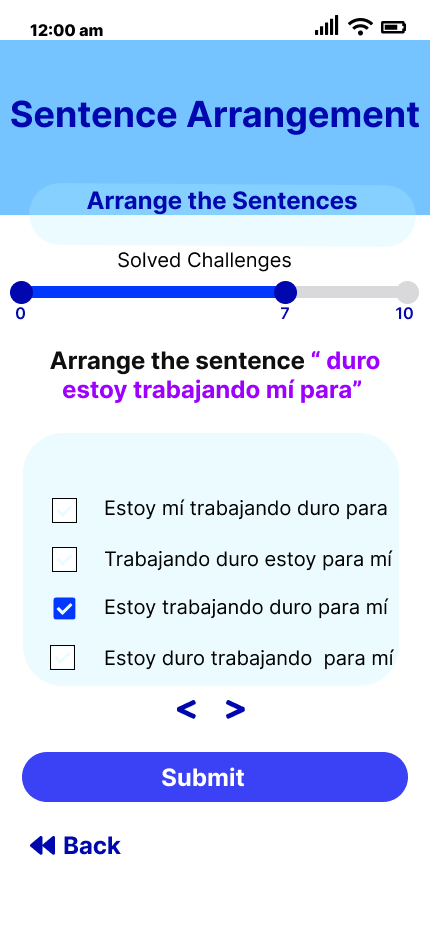 12:00 am
Sentence Arrangement
Arrange the Sentences
Solved Challenges
0 7 10
Arrange the sentence “ duro
estoy trabajando mí para”
Estoy mí trabajando duro para
Trabajando duro estoy para mí
Estoy trabajando duro para mí
Estoy duro trabajando  para mí
< >
Submit
Back